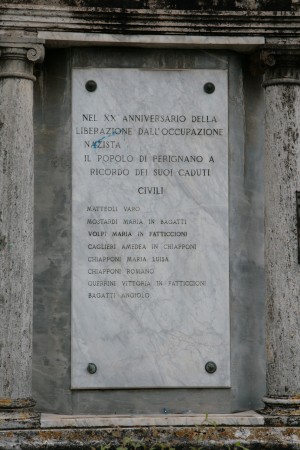 NEL XX ANNIVERSARIO DELLA
LIBERAZIONE DALL'OCCUPAZIONE
NAZISTA
IL POPOLO DI PERIGNANO A
RICORDO DEI SUOI CADUTI
CIVILI
MATTEOLI VARO
MOSTARDI MARIA IN BAGATTI
VOLPI MARIA IN FATTICCIONI
CAGLIERI AMEDEA IN CHIAPPONI
CHIAPPONI MARIA LUISA
CHIAPPONI ROMANO
GUERRINI VITTORIA IN FATTICCIONI
BAGATTI ANGIOLO